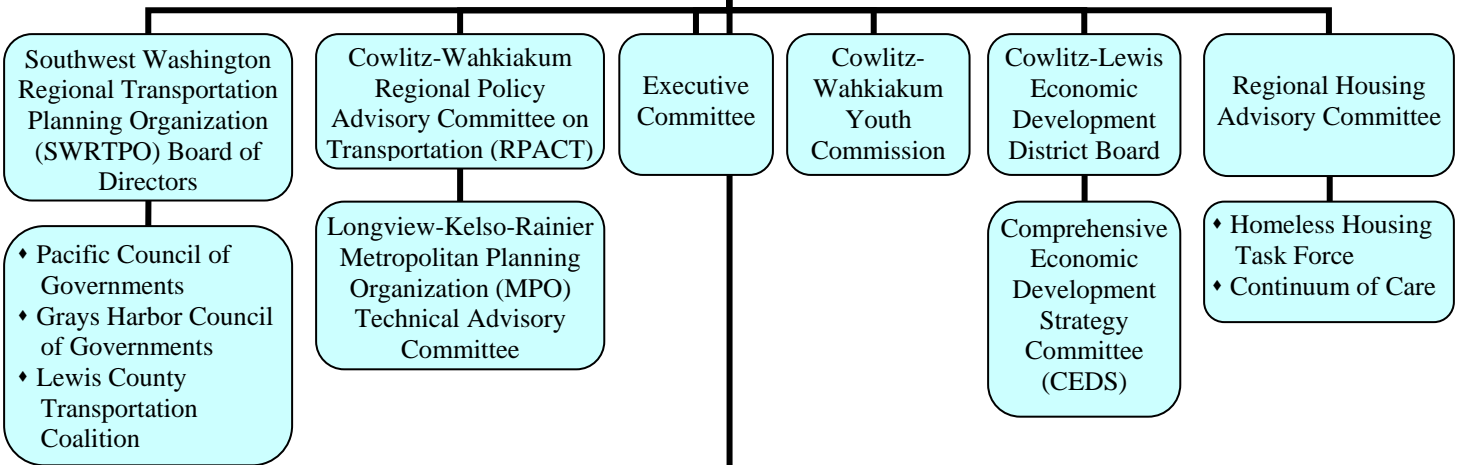 Southwest Washington
Regional Transportation
Planning Organization
(SWRTPO) Board of
Directors
Cowlitz-Wahkiakum
Regional Policy
Advisory Committee on
Transportation (RPACT)
Executive
Committee
Cowlitz-
Wahkiakum
Youth
Commission
Cowlitz-Lewis
Economic
Development
District Board
Regional Housing
Advisory Committee
♦ Pacific Council of
Governments
♦ Grays Harbor Council
of Governments
♦ Lewis County
Transportation
Coalition
Longview-Kelso-Rainier
Metropolitan Planning
Organization (MPO)
Technical Advisory
Committee
Comprehensive
Economic
Development
Strategy
Committee
(CEDS)
♦ Homeless Housing
Task Force
♦ Continuum of Care